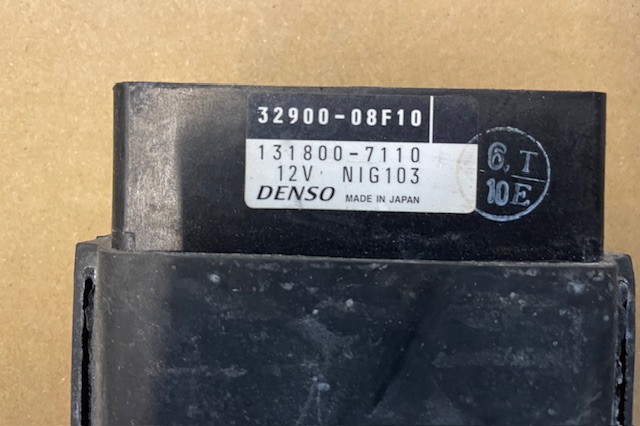 32900-08F10
131800-7110
12V NIG103
DENSO MADE IN JAPAN
6.T
10E